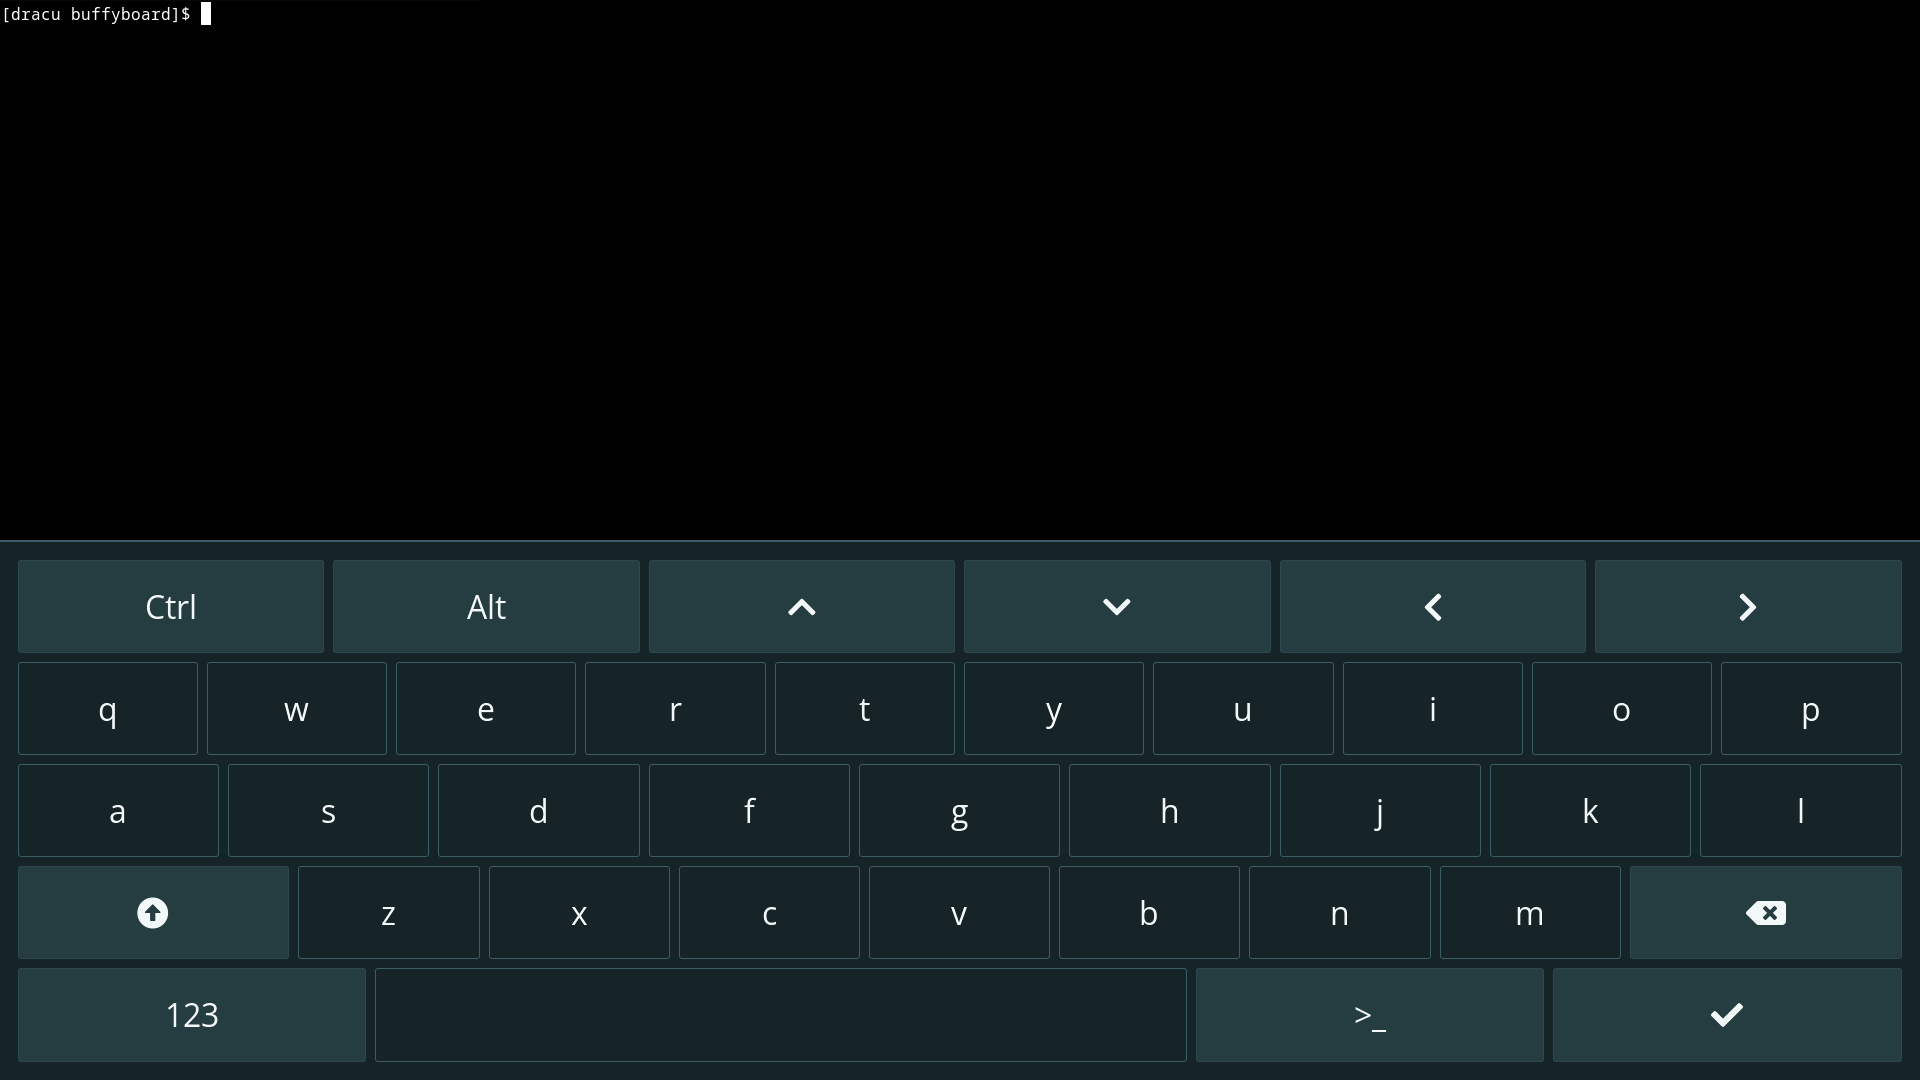 [dracu buffyboard]$
Ctrl Alt
q w e r t y u i o p
a s d f g h j k l
z x c v b n m
123 >_